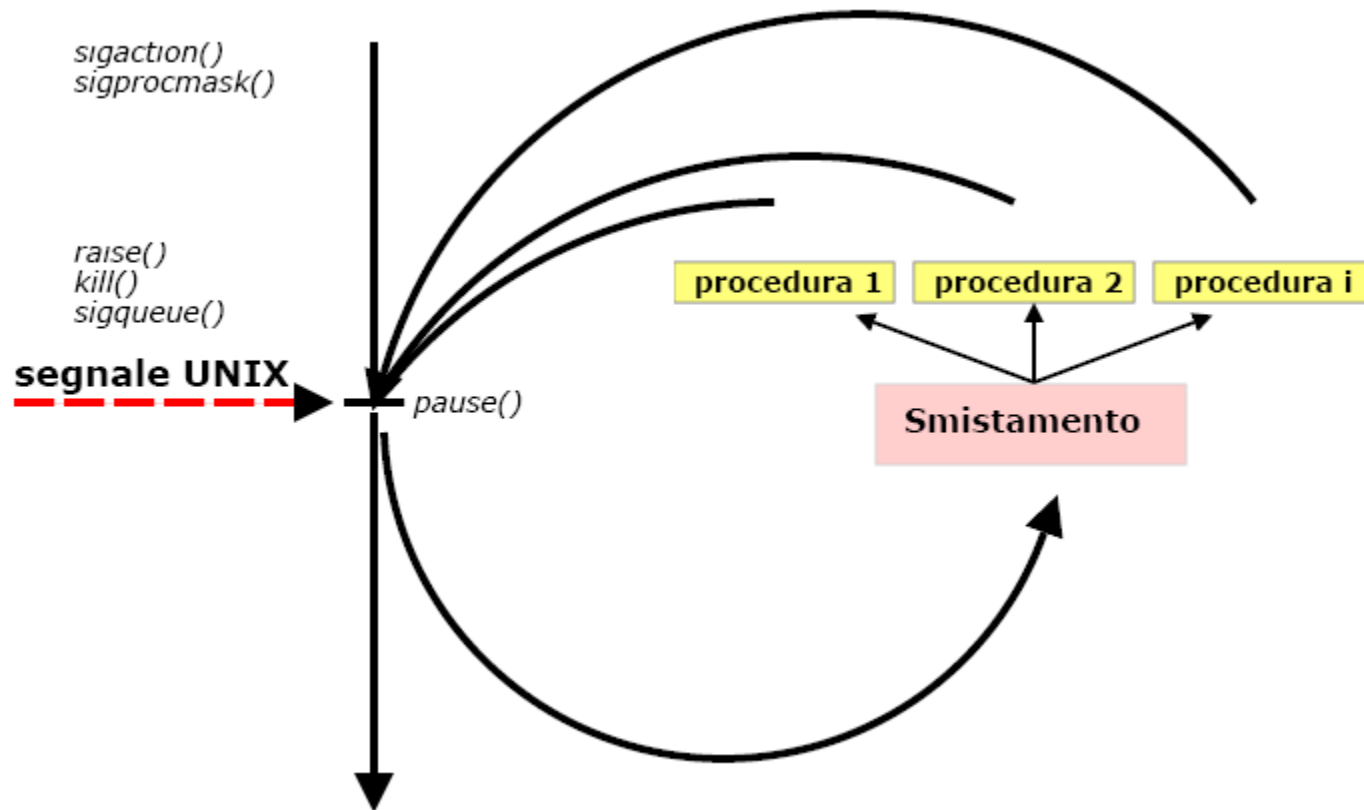 sigaction()
sigprocmask()
raise()
kill()
sigqueue()
segnale UNIX
pause()
procedura 1
procedura 2
procedura i
Smistamento